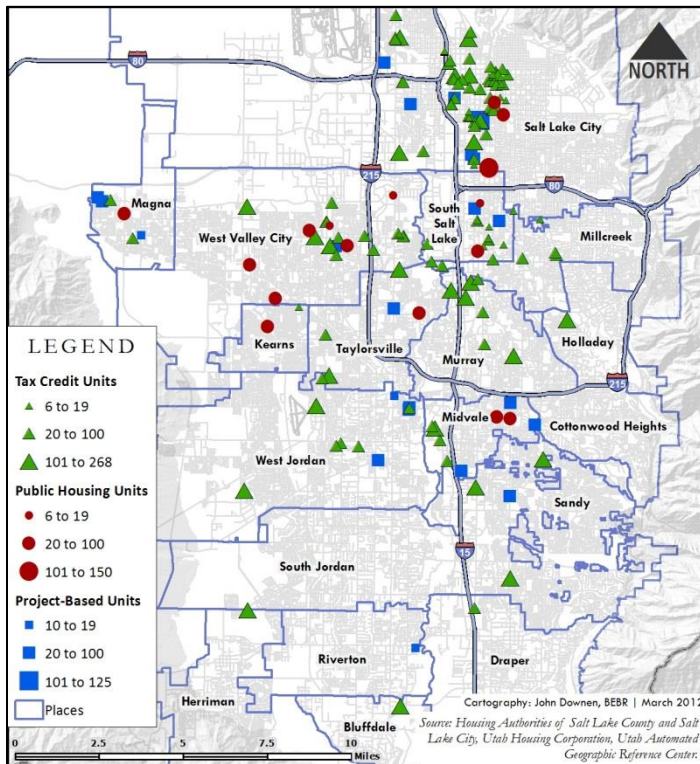 80
NORTH
Salt Lake City
215
80
Magna
South
Salt
Lake
West Valley City
Millcreek
LEGEND
Tax Credit Units
6 to 19
20 to 100
101 to 268
Public Housing Units
6 to 19
20 to 100
101 to 150
Project-Based Units
10 to 19
20 to 100
101 to 125
Places
Kearns
Taylorsville
Murray
Holladay
215
Midvale
Cottonwood Heights
West Jordan
Sandy
15
South Jordan
Riverton
Draper
Herriman
Bluffdale
Cartography: John Downen, BEBR | March 2012
Source: Housing Authorities of Salt Lake County and Salt
Lake City, Utah Housing Corporation, Utah Automated
Geographic Reference Center.
0 2.5 5 7.5 10
Miles